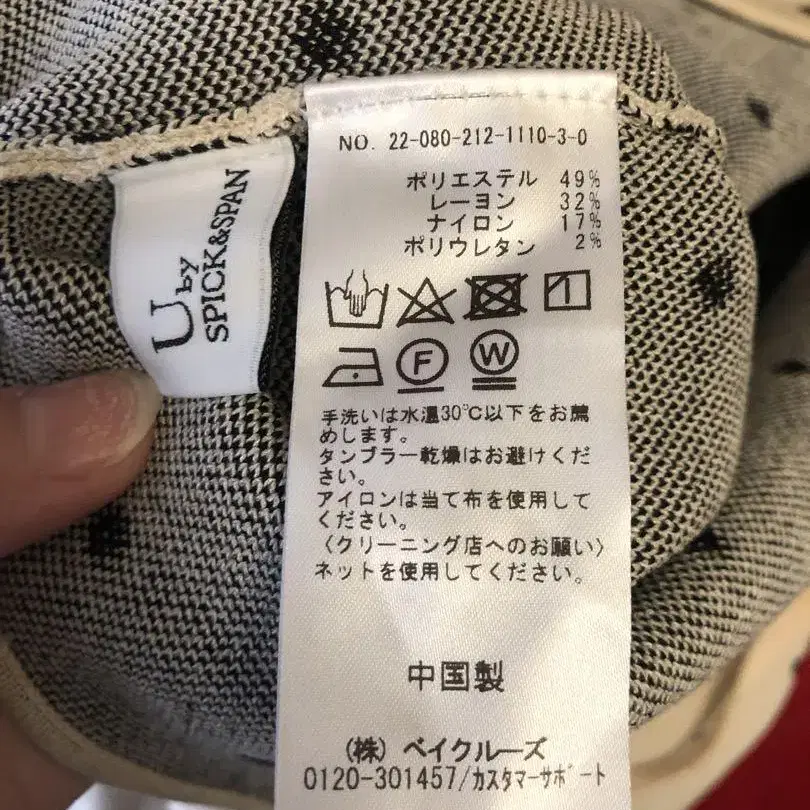 U by
SPICK&SPAN
NO. 22-080-212-1110-3-0
ポリエステル 49%
レーヨン 32%
ナイロン 17%
ポリウレタン 2%
F
W
手洗いは水温30℃以下をお薦
めします。
タンブラー乾燥はお避けくだ
さい。
アイロンは当て布を使用して
ください。
〈クリーニング店へのお願い〉
ネットを使用してください。
中国製
(株) ベイクルーズ
0120-301457/カスタマーサポート